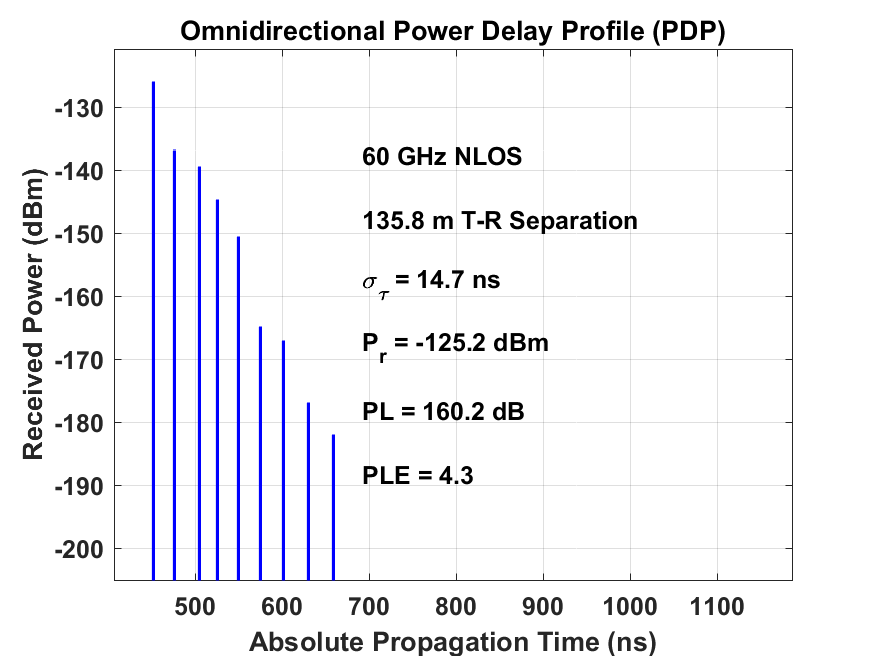 Omnidirectional Power Delay Profile (PDP)
Received Power (dBm)
-130
-140
-150
-160
-170
-180
-190
-200
60 GHz NLOS
135.8 m T-R Separation
σ_τ = 14.7 ns
P_r = -125.2 dBm
PL = 160.2 dB
PLE = 4.3
500 600 700 800 900 1000 1100
Absolute Propagation Time (ns)